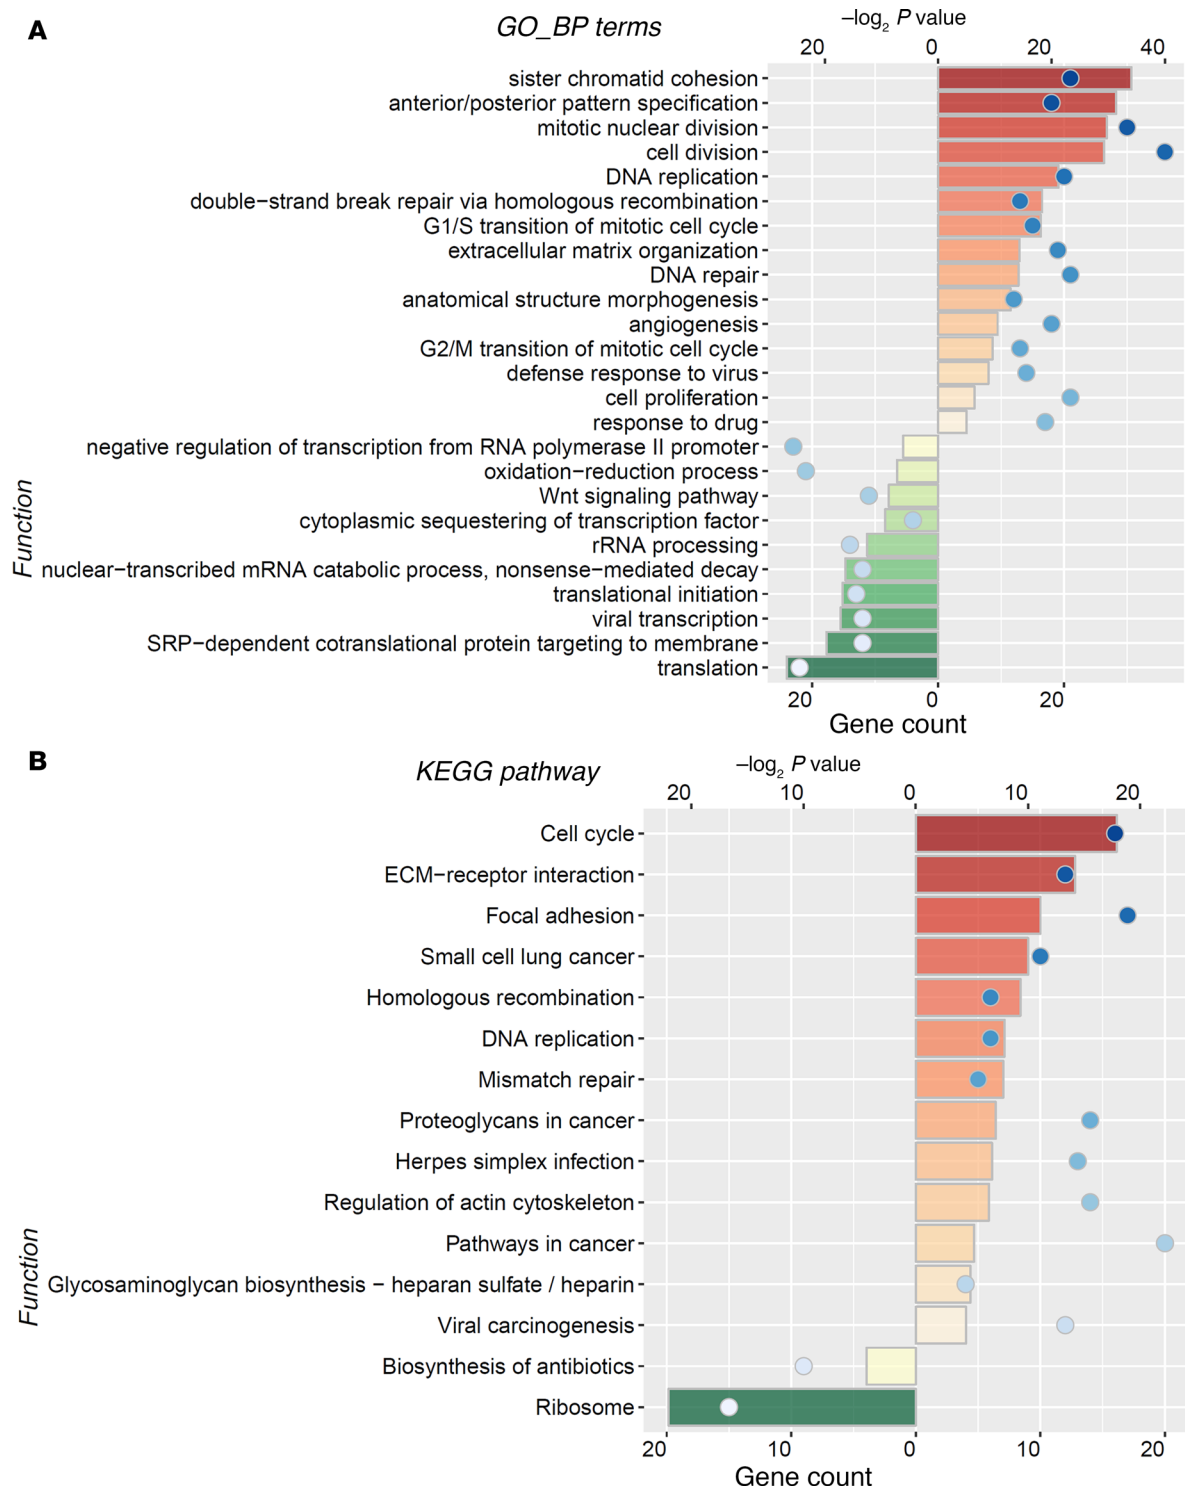 A
GO_BP terms
–log2 P value
20 0 20 40
sister chromatid cohesion
anterior/posterior pattern specification
mitotic nuclear division
cell division
DNA replication
double−strand break repair via homologous recombination
G1/S transition of mitotic cell cycle
extracellular matrix organization
DNA repair
anatomical structure morphogenesis
angiogenesis
G2/M transition of mitotic cell cycle
defense response to virus
cell proliferation
response to drug
negative regulation of transcription from RNA polymerase II promoter
oxidation−reduction process
Wnt signaling pathway
cytoplasmic sequestering of transcription factor
rRNA processing
nuclear−transcribed mRNA catabolic process, nonsense−mediated decay
translational initiation
viral transcription
SRP−dependent cotranslational protein targeting to membrane
translation
Function
20 0 20
Gene count
B
KEGG pathway
–log2 P value
20 10 0 10 20
Cell cycle
ECM−receptor interaction
Focal adhesion
Small cell lung cancer
Homologous recombination
DNA replication
Mismatch repair
Proteoglycans in cancer
Herpes simplex infection
Regulation of actin cytoskeleton
Pathways in cancer
Glycosaminoglycan biosynthesis − heparan sulfate / heparin
Viral carcinogenesis
Biosynthesis of antibiotics
Ribosome
Function
20 10 0 10 20
Gene count